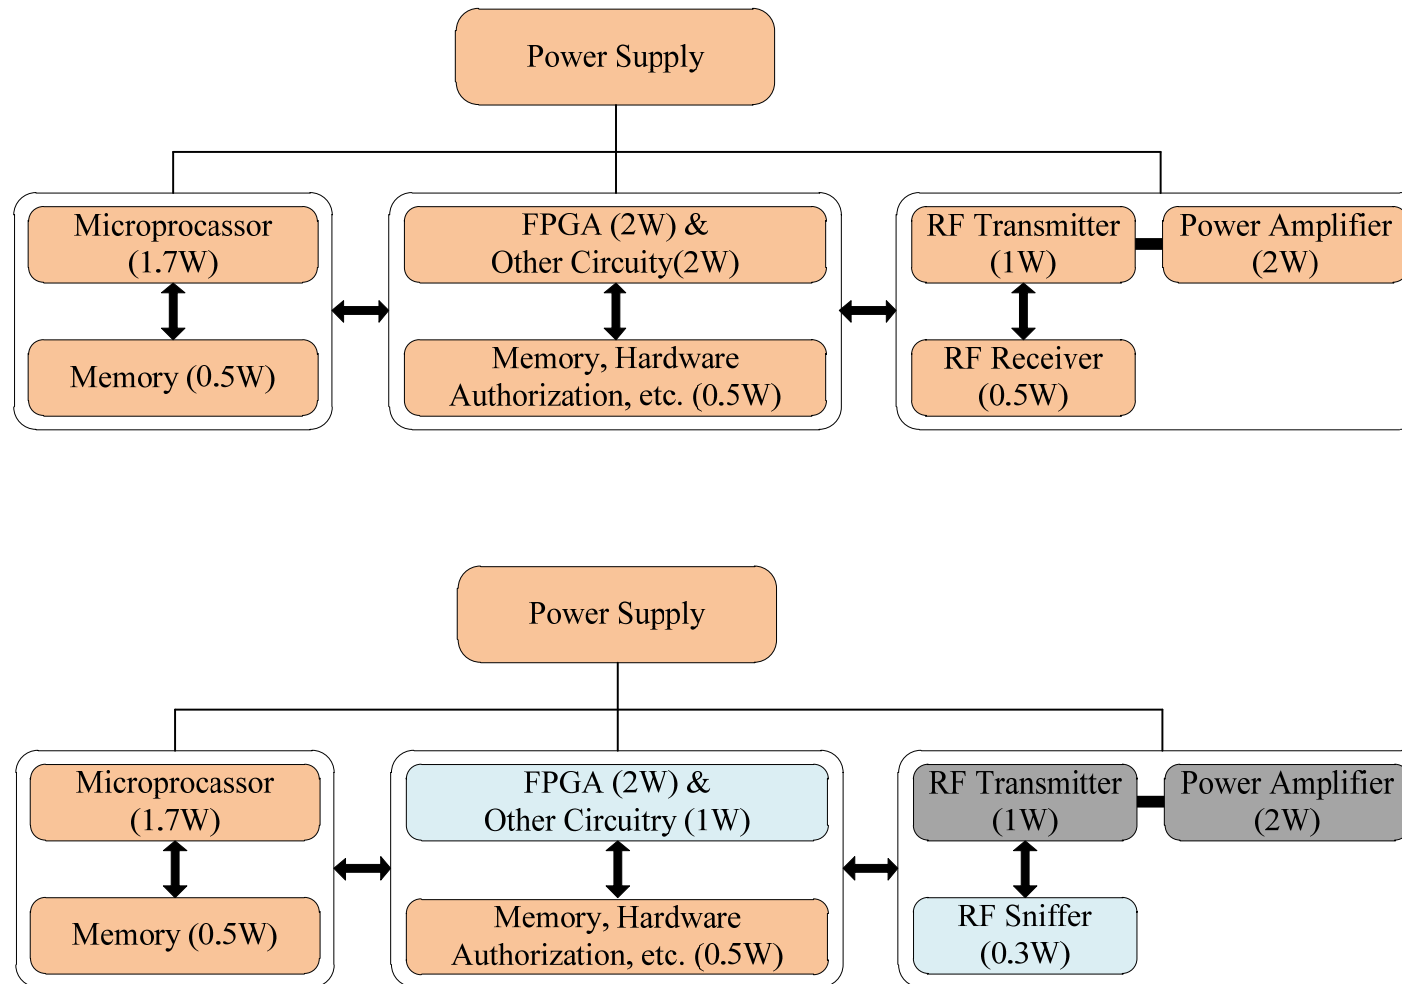 Power Supply
Microprocassor
(1.7W)
Memory (0.5W)
FPGA (2W) &
Other Circuity(2W)
Memory, Hardware
Authorization, etc. (0.5W)
RF Transmitter
(1W)
Power Amplifier
(2W)
RF Receiver
(0.5W)
Power Supply
Microprocassor
(1.7W)
Memory (0.5W)
FPGA (2W) &
Other Circuitry (1W)
Memory, Hardware
Authorization, etc. (0.5W)
RF Transmitter
(1W)
Power Amplifier
(2W)
RF Sniffer
(0.3W)